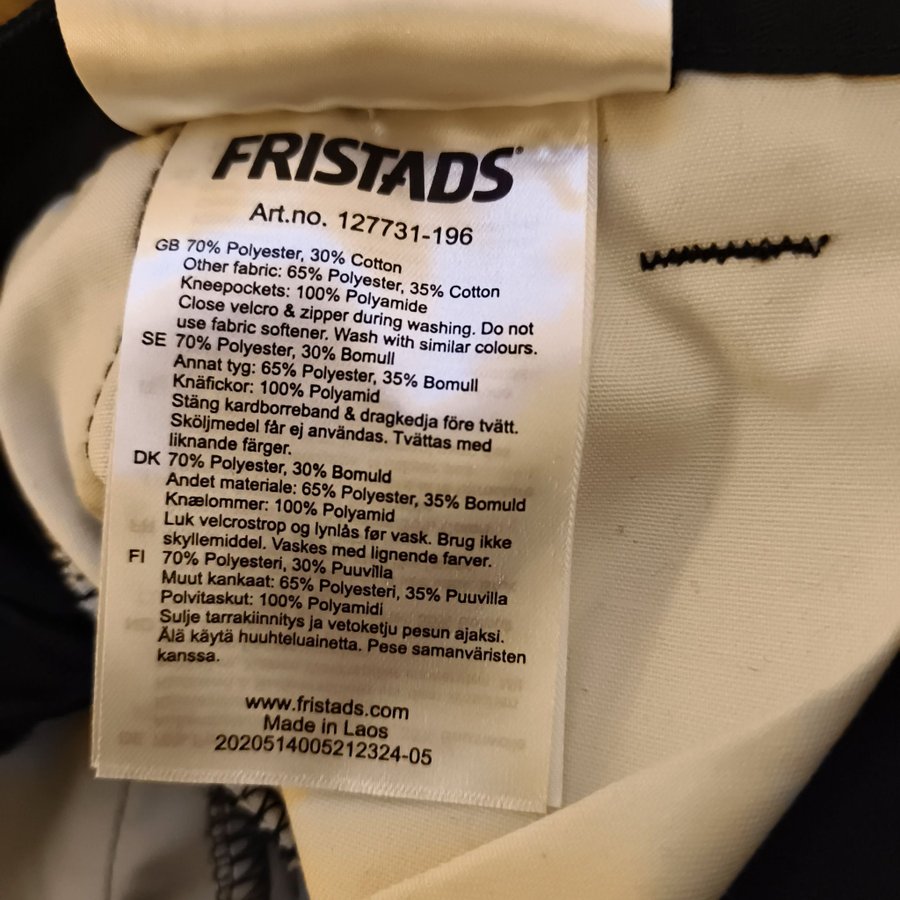 FRISTADS®
Art.no. 127731-196
GB 70% Polyester, 30% Cotton
Other fabric: 65% Polyester, 35% Cotton
Kneepockets: 100% Polyamide
Close velcro & zipper during washing. Do not
use fabric softener. Wash with similar colours.
SE 70% Polyester, 30% Bomull
Annat tyg: 65% Polyester, 35% Bomull
Knäfickor: 100% Polyamid
Stäng kardborreband & dragkedja före tvätt.
Sköljmedel får ej användas. Tvättas med
liknande färger.
DK 70% Polyester, 30% Bomuld
Andet materiale: 65% Polyester, 35% Bomuld
Knælommer: 100% Polyamid
Luk velcrostrop og lynlås før vask. Brug ikke
skyllemiddel. Vaskes med lignende farver.
FI 70% Polyesteri, 30% Puuvilla
Muut kankaat: 65% Polyesteri, 35% Puuvilla
Polvitaskut: 100% Polyamidi
Sulje tarrakiinnitys ja vetoketju pesun ajaksi.
Älä käytä huuhteluainetta. Pese samanväristen
kanssa.
www.fristads.com
Made in Laos
2020514005212324-05